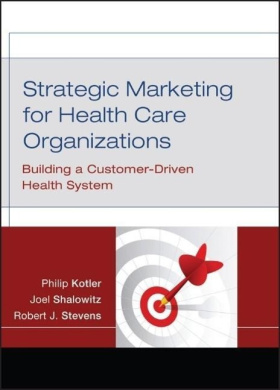 Strategic Marketing
for Health Care
Organizations
Building a Customer-Driven
Health System
Philip Kotler
Joel Shalowitz
Robert J. Stevens